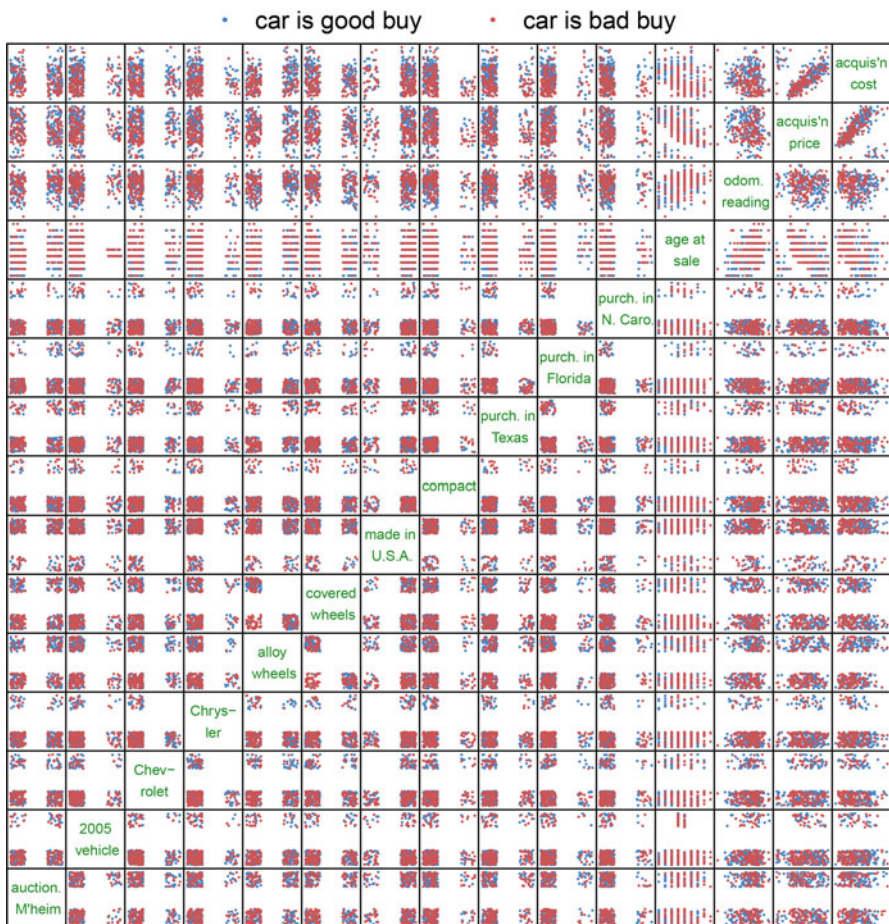 car is good buy car is bad buy
acquis'n
cost
acquis'n
price
odom.
reading
age at
sale
purch. in
N. Caro.
purch. in
Florida
purch. in
Texas
compact
made in
U.S.A.
covered
wheels
alloy
wheels
Chrys−
ler
Chev−
rolet
2005
vehicle
auction.
M'heim